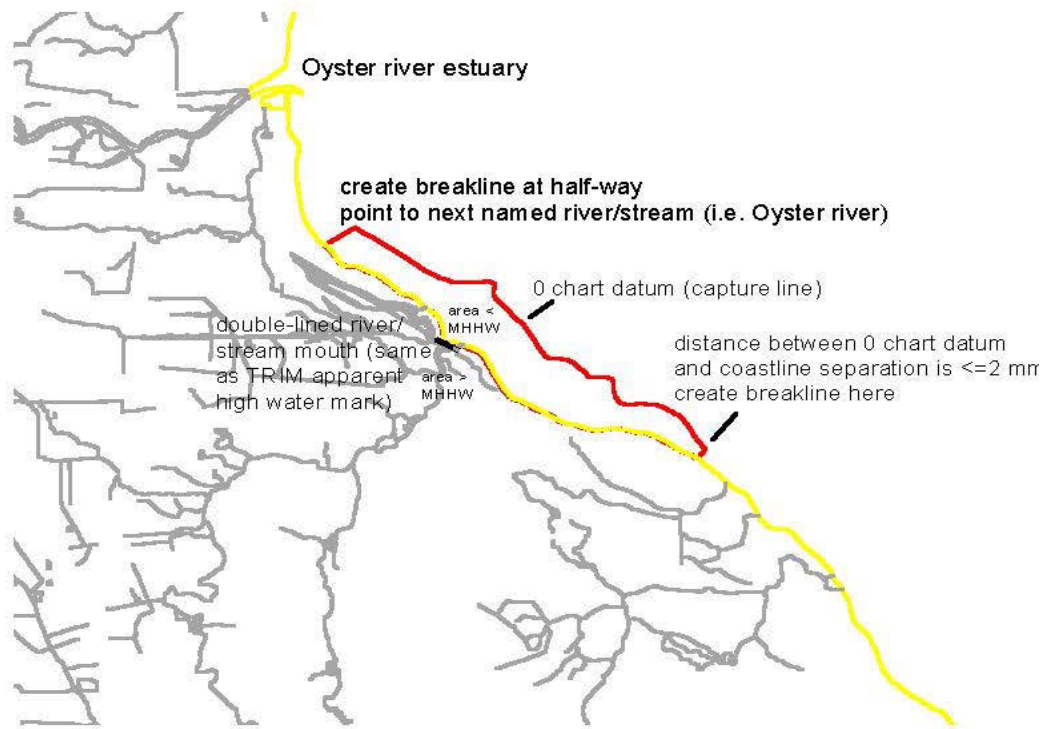 Oyster river estuary
create breakline at half-way
point to next named river/stream (i.e. Oyster river)
0 chart datum (capture line)
area <
MHHW
double-lined river/
stream mouth (same
as TRIM apparent
high water mark)
area >
MHHW
distance between 0 chart datum
and coastline separation is <=2 mm
create breakline here